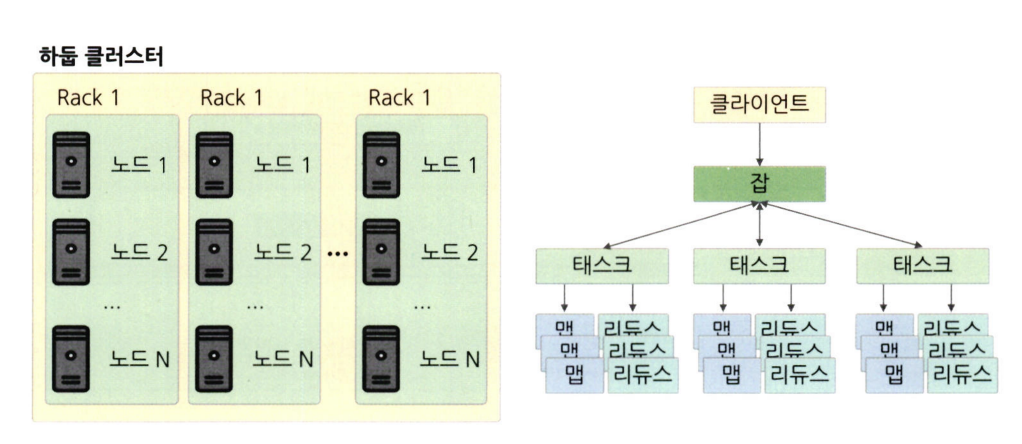 하둡 클러스터
Rack 1
Rack 1
Rack 1
노드 1
노드 1
노드 1
노드 2
노드 2
...
노드 2
...
...
...
노드 N
노드 N
노드 N
클라이언트
잡
태스크
태스크
태스크
맵
리듀스
맵
리듀스
맵
리듀스
맵
리듀스
맵
리듀스
맵
리듀스
맵
리듀스
맵
리듀스
맵
리듀스